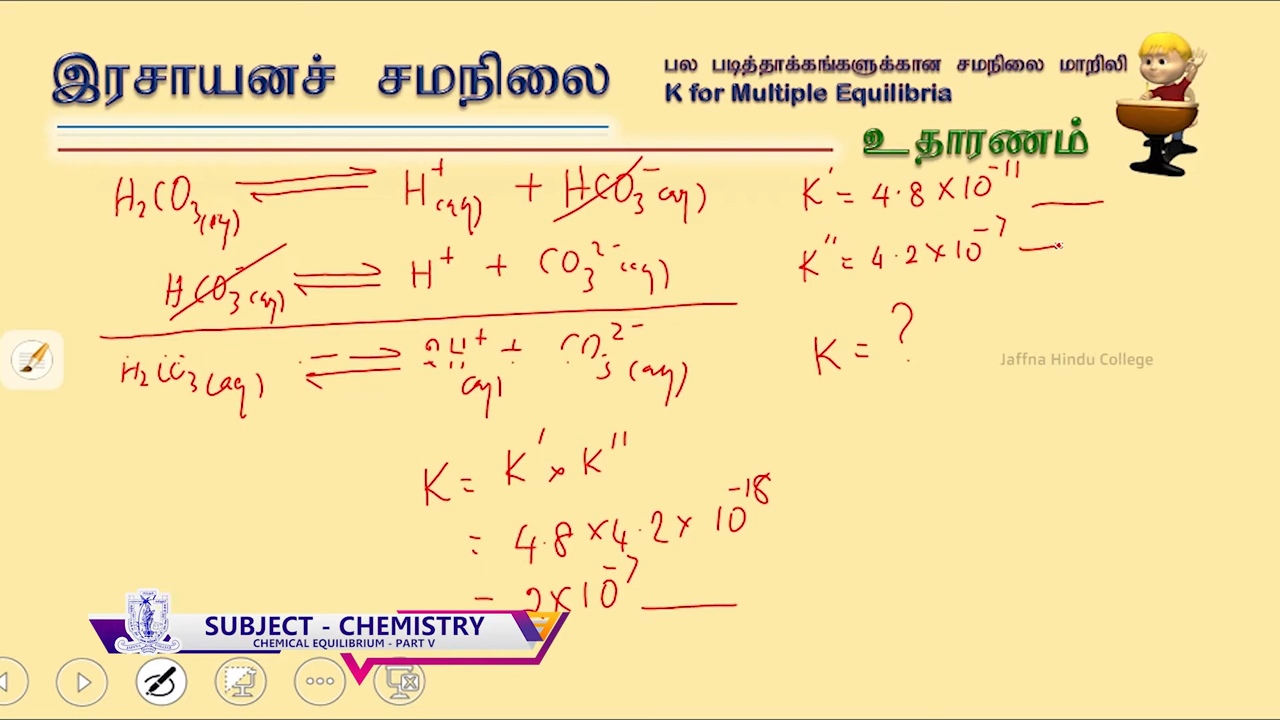 இரசாயனச் சமநிலை
பல படித்தாக்கங்களுக்கான சமநிலை மாறிலி
K for Multiple Equilibria
உதாரணம்
H₂CO₃(aq) ⇌ H⁺(aq) + HCO₃⁻(aq)
K' = 4.8 × 10⁻¹¹
HCO₃⁻(aq) ⇌ H⁺ + CO₃²⁻(aq)
K'' = 4.2 × 10⁻⁷
H₂CO₃(aq) ⇌ 2H⁺(aq) + CO₃²⁻(aq)
K = ?
Jaffna Hindu College
K = K' × K''
= 4.8 × 4.2 × 10⁻¹⁸
= 2 × 10⁻⁷
SUBJECT - CHEMISTRY
CHEMICAL EQUILIBRIUM - PART V